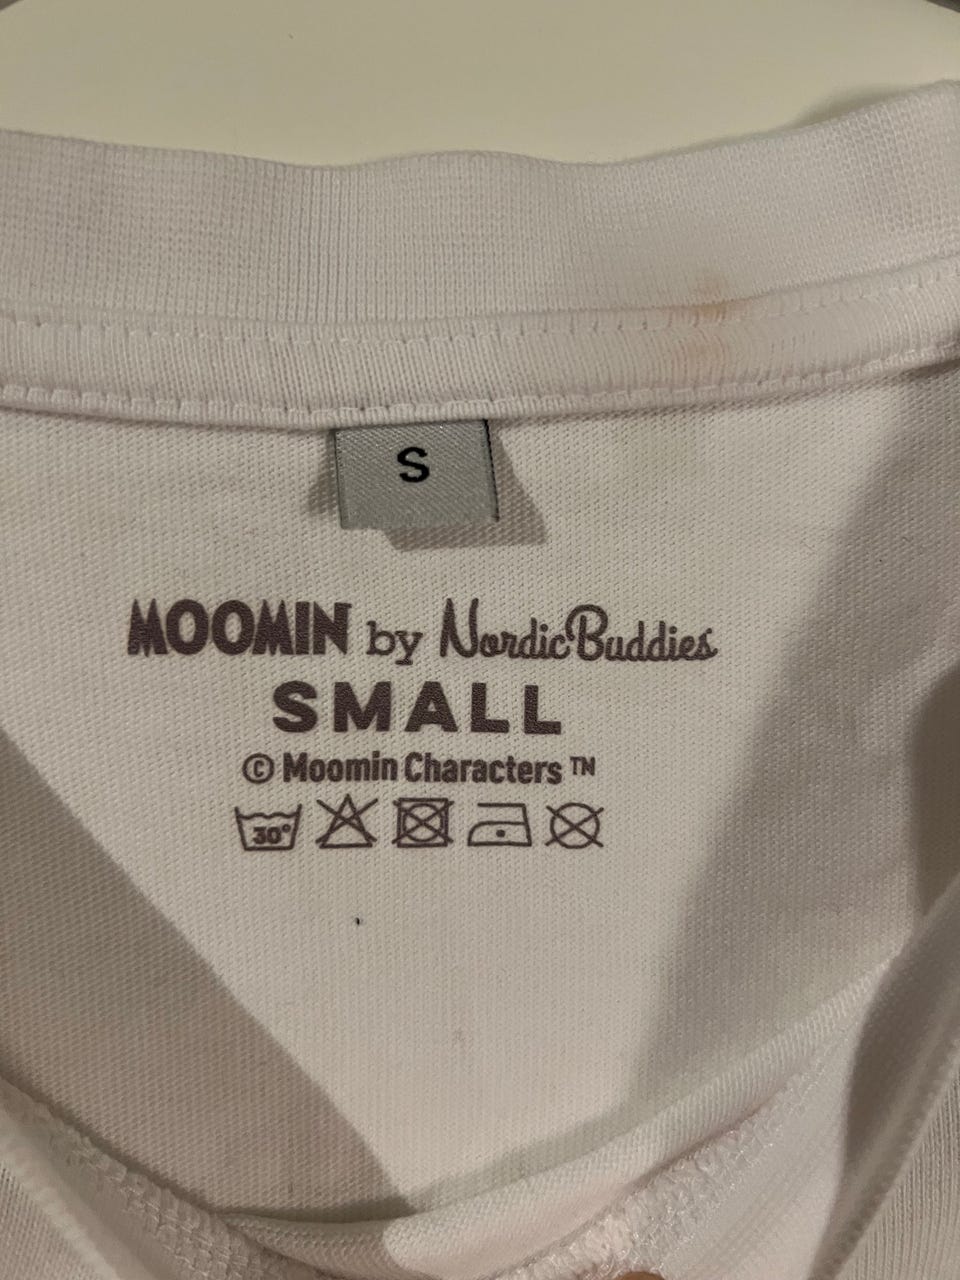 S
MOOMIN by NordicBuddies
SMALL
© Moomin Characters ™
30°